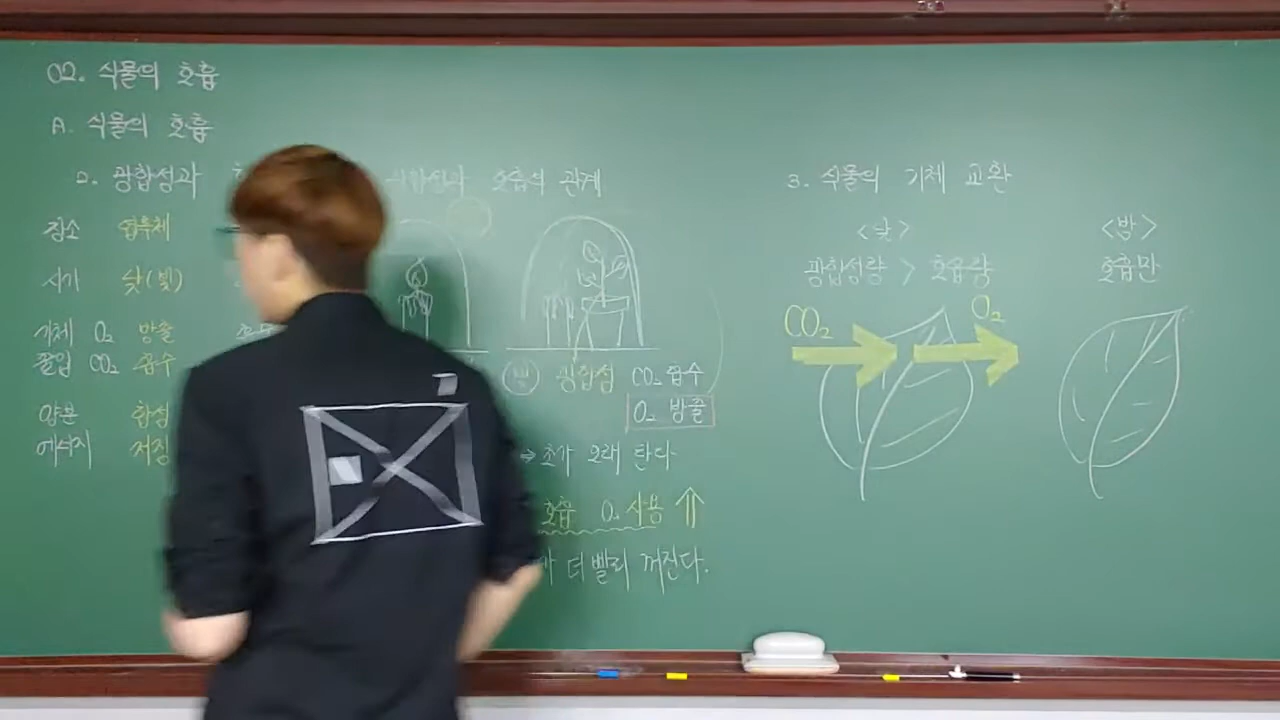 02. 식물의 호흡
A. 식물의 호흡
2. 광합성과
광합성과 호흡의 관계
장소 엽록체
시기 낮(빛)
기체 O₂ 방출
출입 CO₂ 흡수
양분 합성
에너지 저장
빛 광합성 CO₂ 흡수
O₂ 방출
→ 초가 오래 탄다
호흡 O₂ 사용 ⇑
더 빨리 꺼진다.
3. 식물의 기체 교환
<낮>
광합성량 > 호흡량
CO₂ O₂
<밤>
호흡만